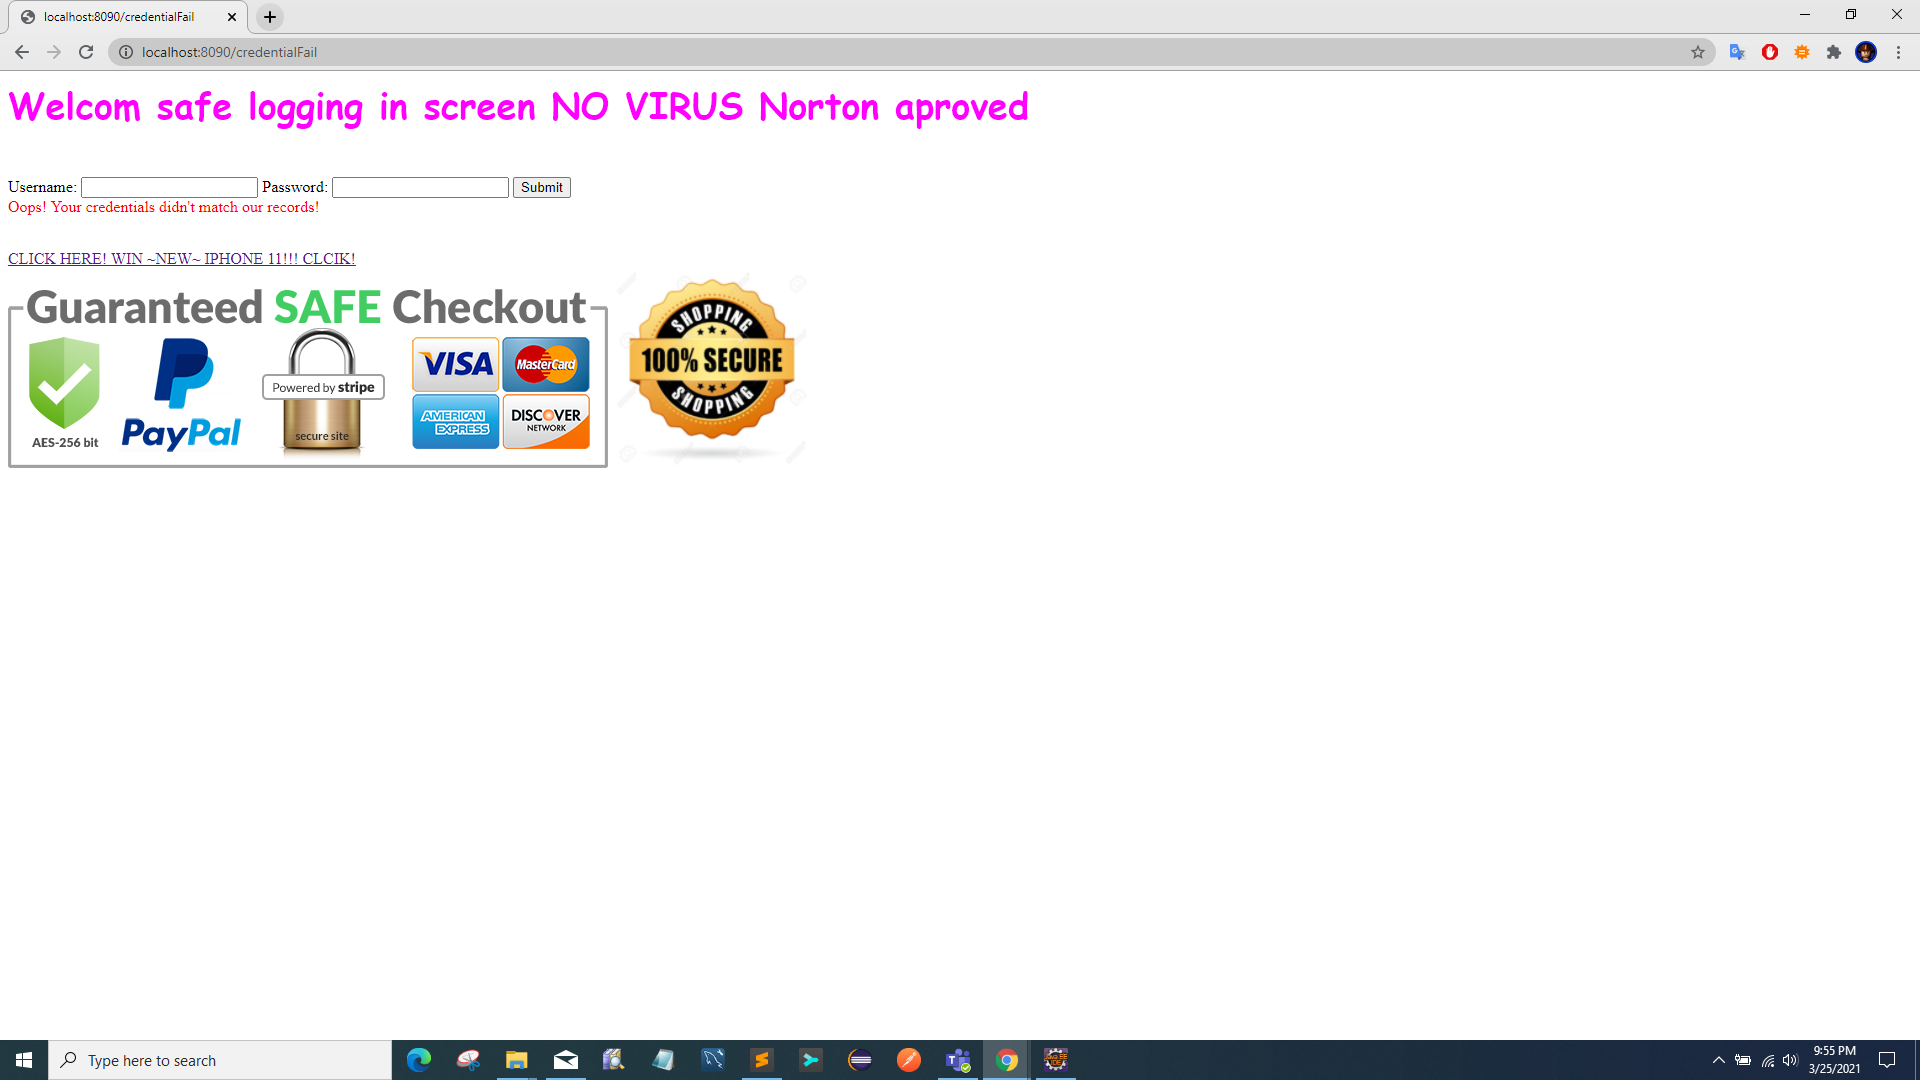 localhost:8090/credentialFail
localhost:8090/credentialFail
Welcom safe logging in screen NO VIRUS Norton aproved
Username: Password: Submit
Oops! Your credentials didn't match our records!
CLICK HERE! WIN ~NEW~ IPHONE 11!!! CLCIK!
Guaranteed SAFE Checkout
AES-256 bit
PayPal
Powered by stripe
secure site
VISA
MasterCard
AMERICAN EXPRESS
DISCOVER NETWORK
SHOPPING
100% SECURE
SHOPPING
Type here to search
Java EE IDE
9:55 PM
3/25/2021